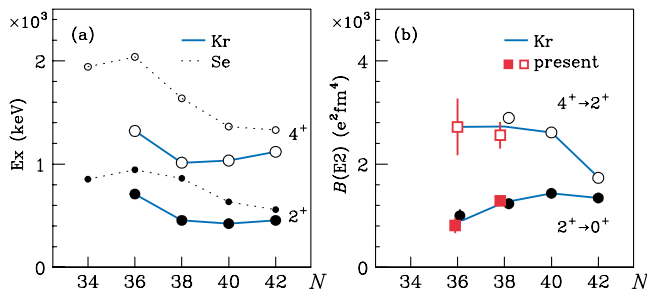 ×10³
(a)
Kr
Se
Ex (keV)
2
1
0
4⁺
2⁺
34 36 38 40 42 N
×10³
(b)
Kr
present
B(E2) (e²fm⁴)
4
2
0
4⁺→2⁺
2⁺→0⁺
34 36 38 40 42 N